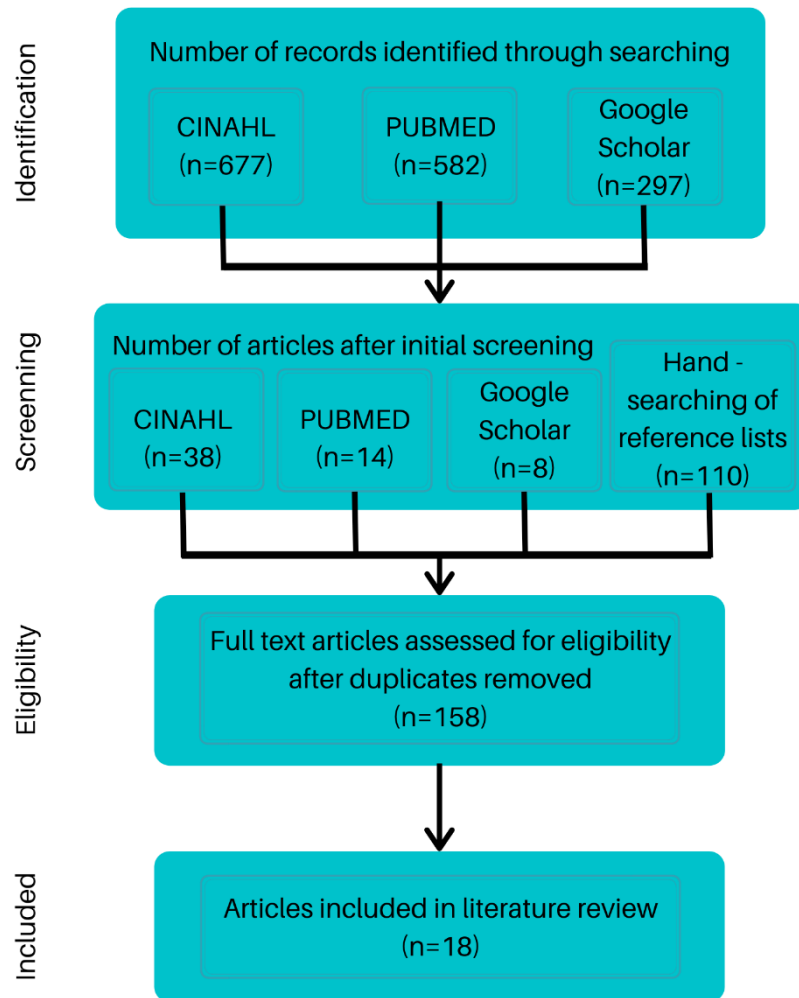 Identification
Number of records identified through searching
CINAHL
(n=677)
PUBMED
(n=582)
Google
Scholar
(n=297)
Screenning
Number of articles after initial screening
CINAHL
(n=38)
PUBMED
(n=14)
Google
Scholar
(n=8)
Hand -
searching of
reference lists
(n=110)
Eligibility
Full text articles assessed for eligibility
after duplicates removed
(n=158)
Included
Articles included in literature review
(n=18)